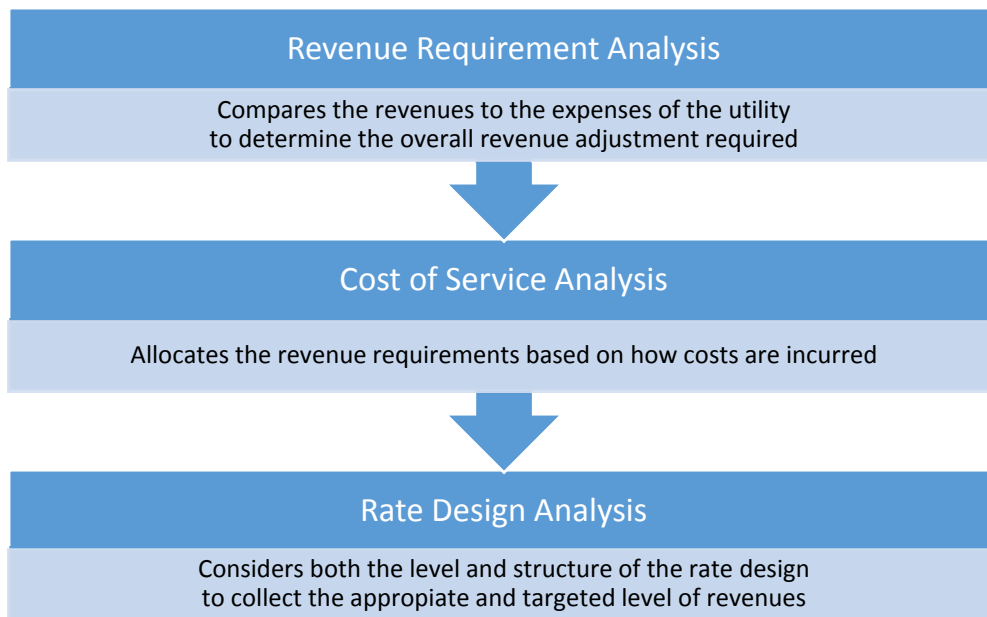 Revenue Requirement Analysis
Compares the revenues to the expenses of the utility
to determine the overall revenue adjustment required
Cost of Service Analysis
Allocates the revenue requirements based on how costs are incurred
Rate Design Analysis
Considers both the level and structure of the rate design
to collect the appropiate and targeted level of revenues